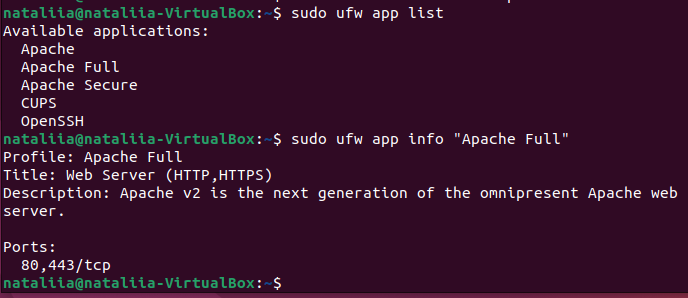 nataliia@nataliia-VirtualBox:~$ sudo ufw app list
Available applications:
  Apache
  Apache Full
  Apache Secure
  CUPS
  OpenSSH
nataliia@nataliia-VirtualBox:~$ sudo ufw app info "Apache Full"
Profile: Apache Full
Title: Web Server (HTTP,HTTPS)
Description: Apache v2 is the next generation of the omnipresent Apache web
server.

Ports:
  80,443/tcp
nataliia@nataliia-VirtualBox:~$